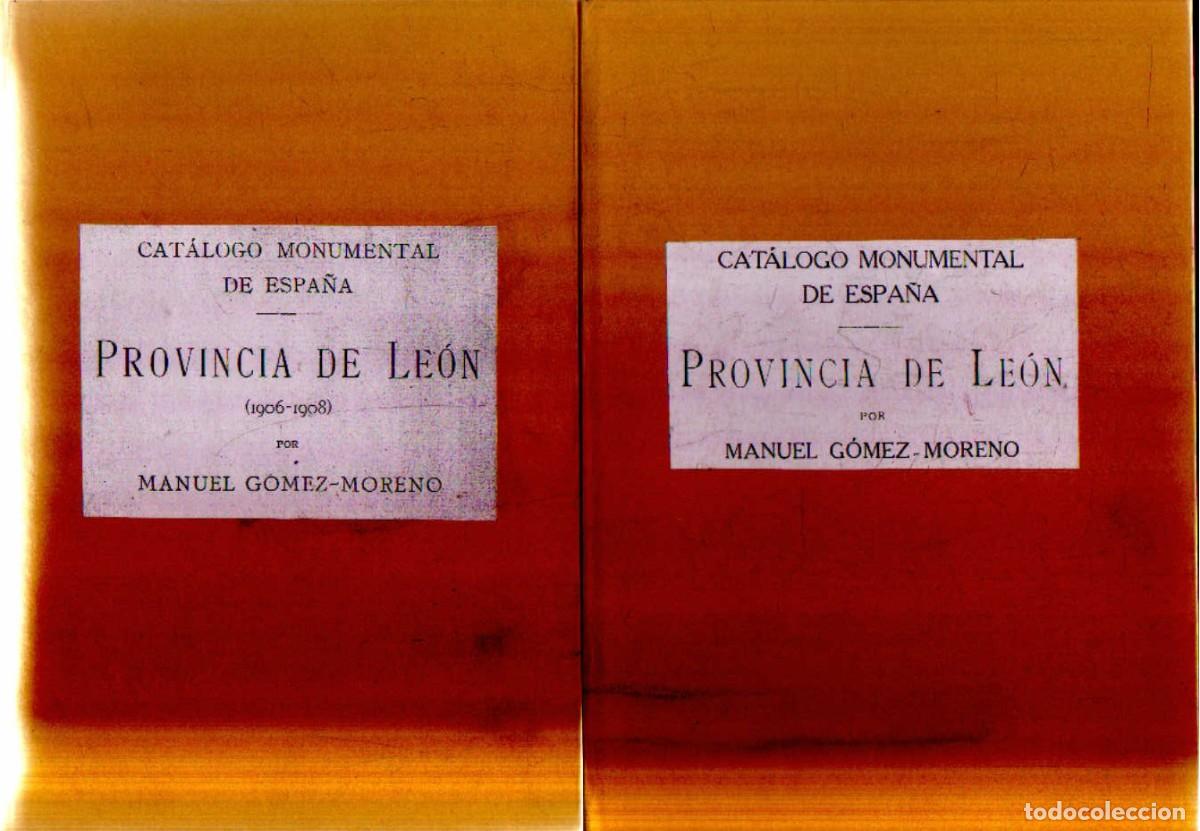 CATÁLOGO MONUMENTAL
DE ESPAÑA
PROVINCIA DE LEÓN
(1906-1908)
POR
MANUEL GÓMEZ-MORENO
CATÁLOGO MONUMENTAL
DE ESPAÑA
PROVINCIA DE LEÓN
POR
MANUEL GÓMEZ-MORENO
todocoleccion